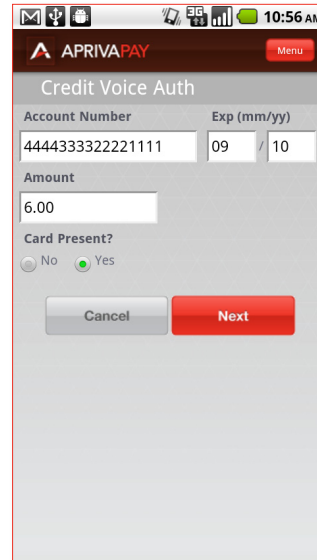 3G 10:56 AM
APRIVAPAY Menu
Credit Voice Auth
Account Number Exp (mm/yy)
4444333322221111 09 / 10
Amount
6.00
Card Present?
No Yes
Cancel Next